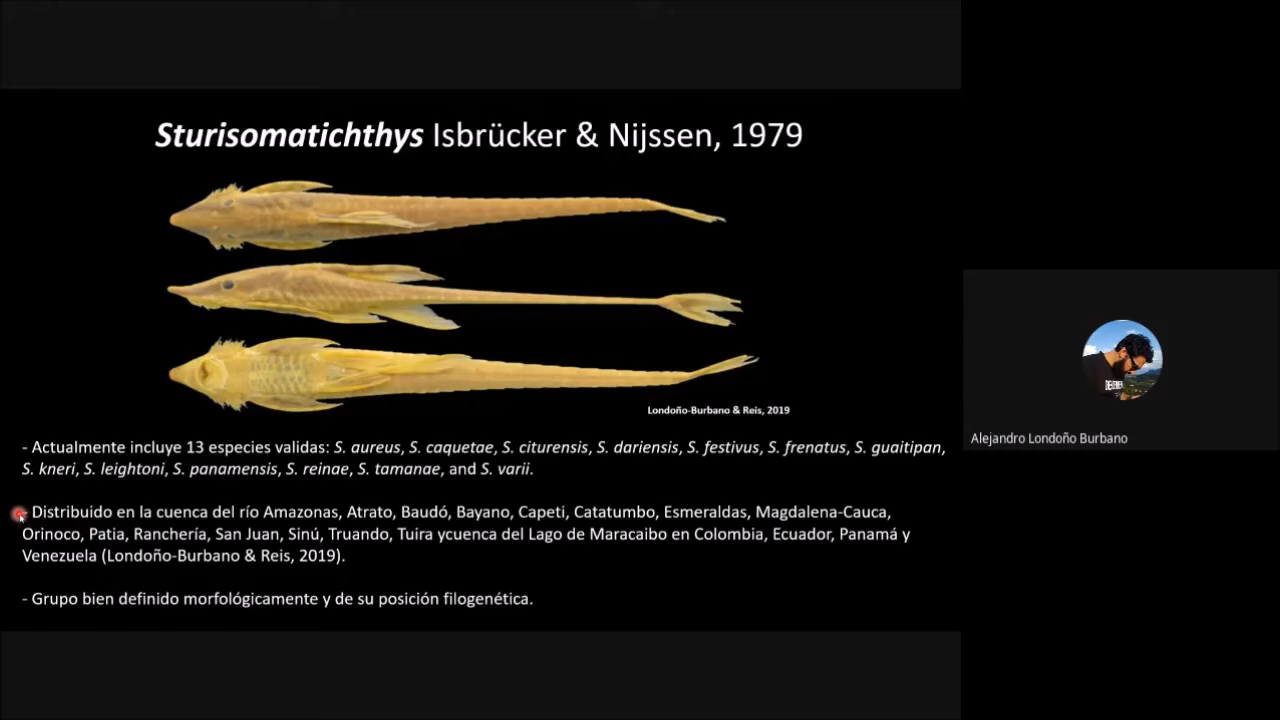 Sturisomatichthys Isbrücker & Nijssen, 1979
Londoño-Burbano & Reis, 2019
- Actualmente incluye 13 especies validas: S. aureus, S. caquetae, S. citurensis, S. dariensis, S. festivus, S. frenatus, S. guaitipan,
S. kneri, S. leightoni, S. panamensis, S. reinae, S. tamanae, and S. varii.
- Distribuido en la cuenca del río Amazonas, Atrato, Baudó, Bayano, Capeti, Catatumbo, Esmeraldas, Magdalena-Cauca,
Orinoco, Patia, Ranchería, San Juan, Sinú, Truando, Tuira ycuenca del Lago de Maracaibo en Colombia, Ecuador, Panamá y
Venezuela (Londoño-Burbano & Reis, 2019).
- Grupo bien definido morfológicamente y de su posición filogenética.
Alejandro Londoño Burbano